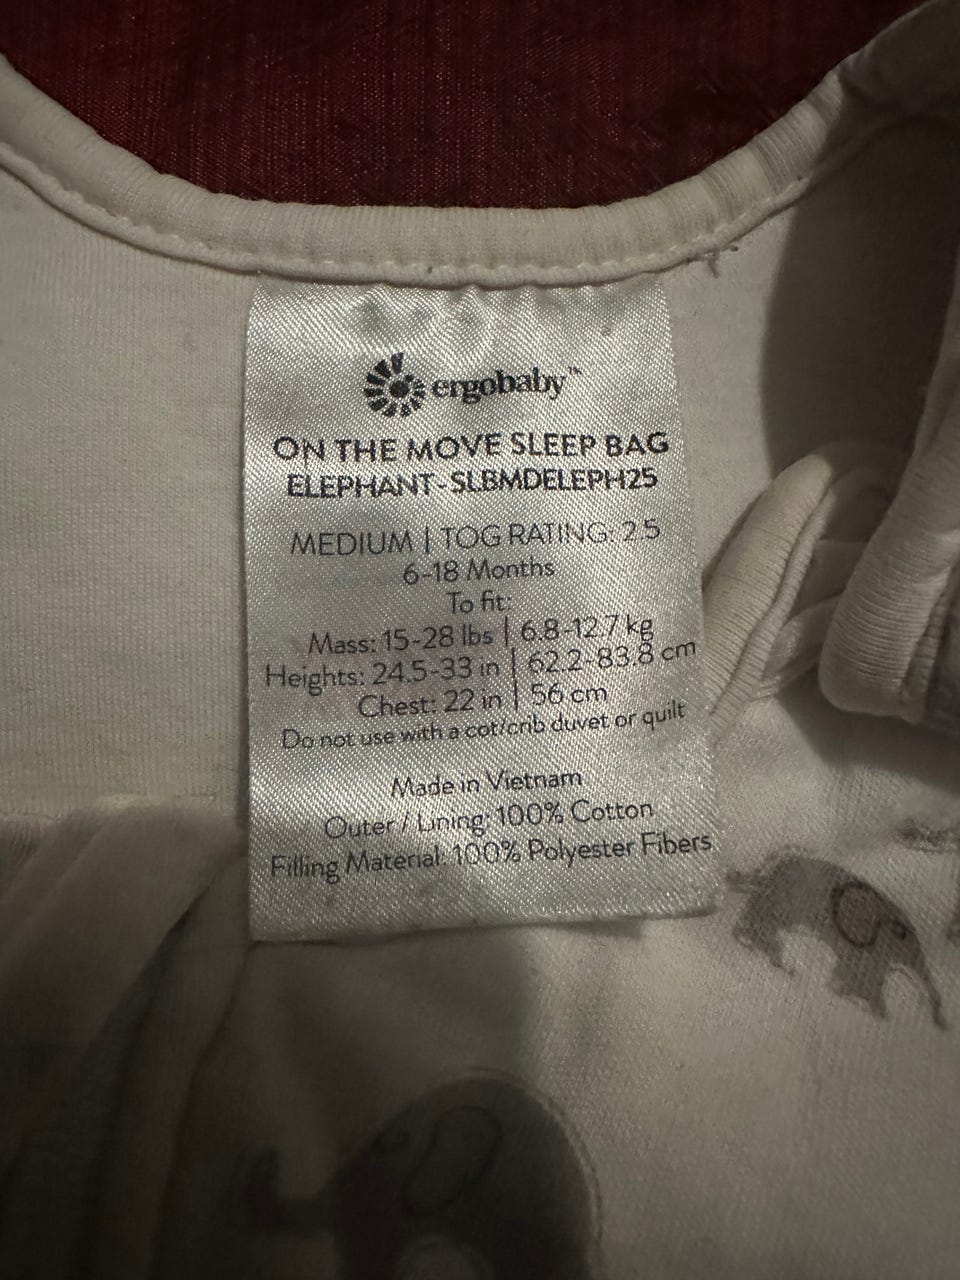 ergobaby™
ON THE MOVE SLEEP BAG
ELEPHANT-SLBMDELEPH25
MEDIUM | TOG RATING: 2.5
6-18 Months
To fit:
Mass: 15-28 lbs | 6.8-12.7 kg
Heights: 24.5-33 in | 62.2-83.8 cm
Chest: 22 in | 56 cm
Do not use with a cot/crib duvet or quilt
Made in Vietnam
Outer / Lining: 100% Cotton
Filling Material: 100% Polyester Fibers